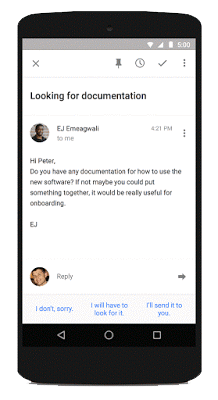 5:00
Looking for documentation
EJ Emeagwali
4:21 PM
to me
Hi Peter,
Do you have any documentation for how to use the
new software? If not maybe you could put
something together, it would be really useful for
onboarding.
EJ
Reply
I don't, sorry.
I will have to
look for it.
I'll send it to
you.